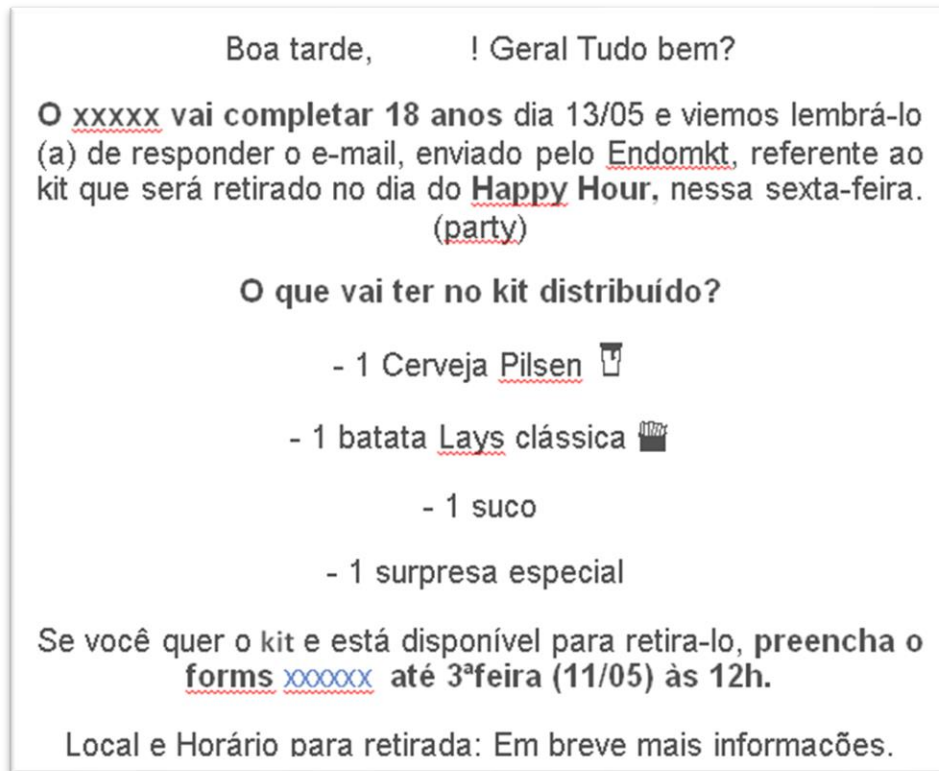 Boa tarde, ! Geral Tudo bem?
O xxxxx vai completar 18 anos dia 13/05 e viemos lembrá-lo
(a) de responder o e-mail, enviado pelo Endomkt, referente ao
kit que será retirado no dia do Happy Hour, nessa sexta-feira.
(party)
O que vai ter no kit distribuído?
- 1 Cerveja Pilsen
- 1 batata Lays clássica
- 1 suco
- 1 surpresa especial
Se você quer o kit e está disponível para retira-lo, preencha o
forms xxxxxx até 3ªfeira (11/05) às 12h.
Local e Horário para retirada: Em breve mais informações.